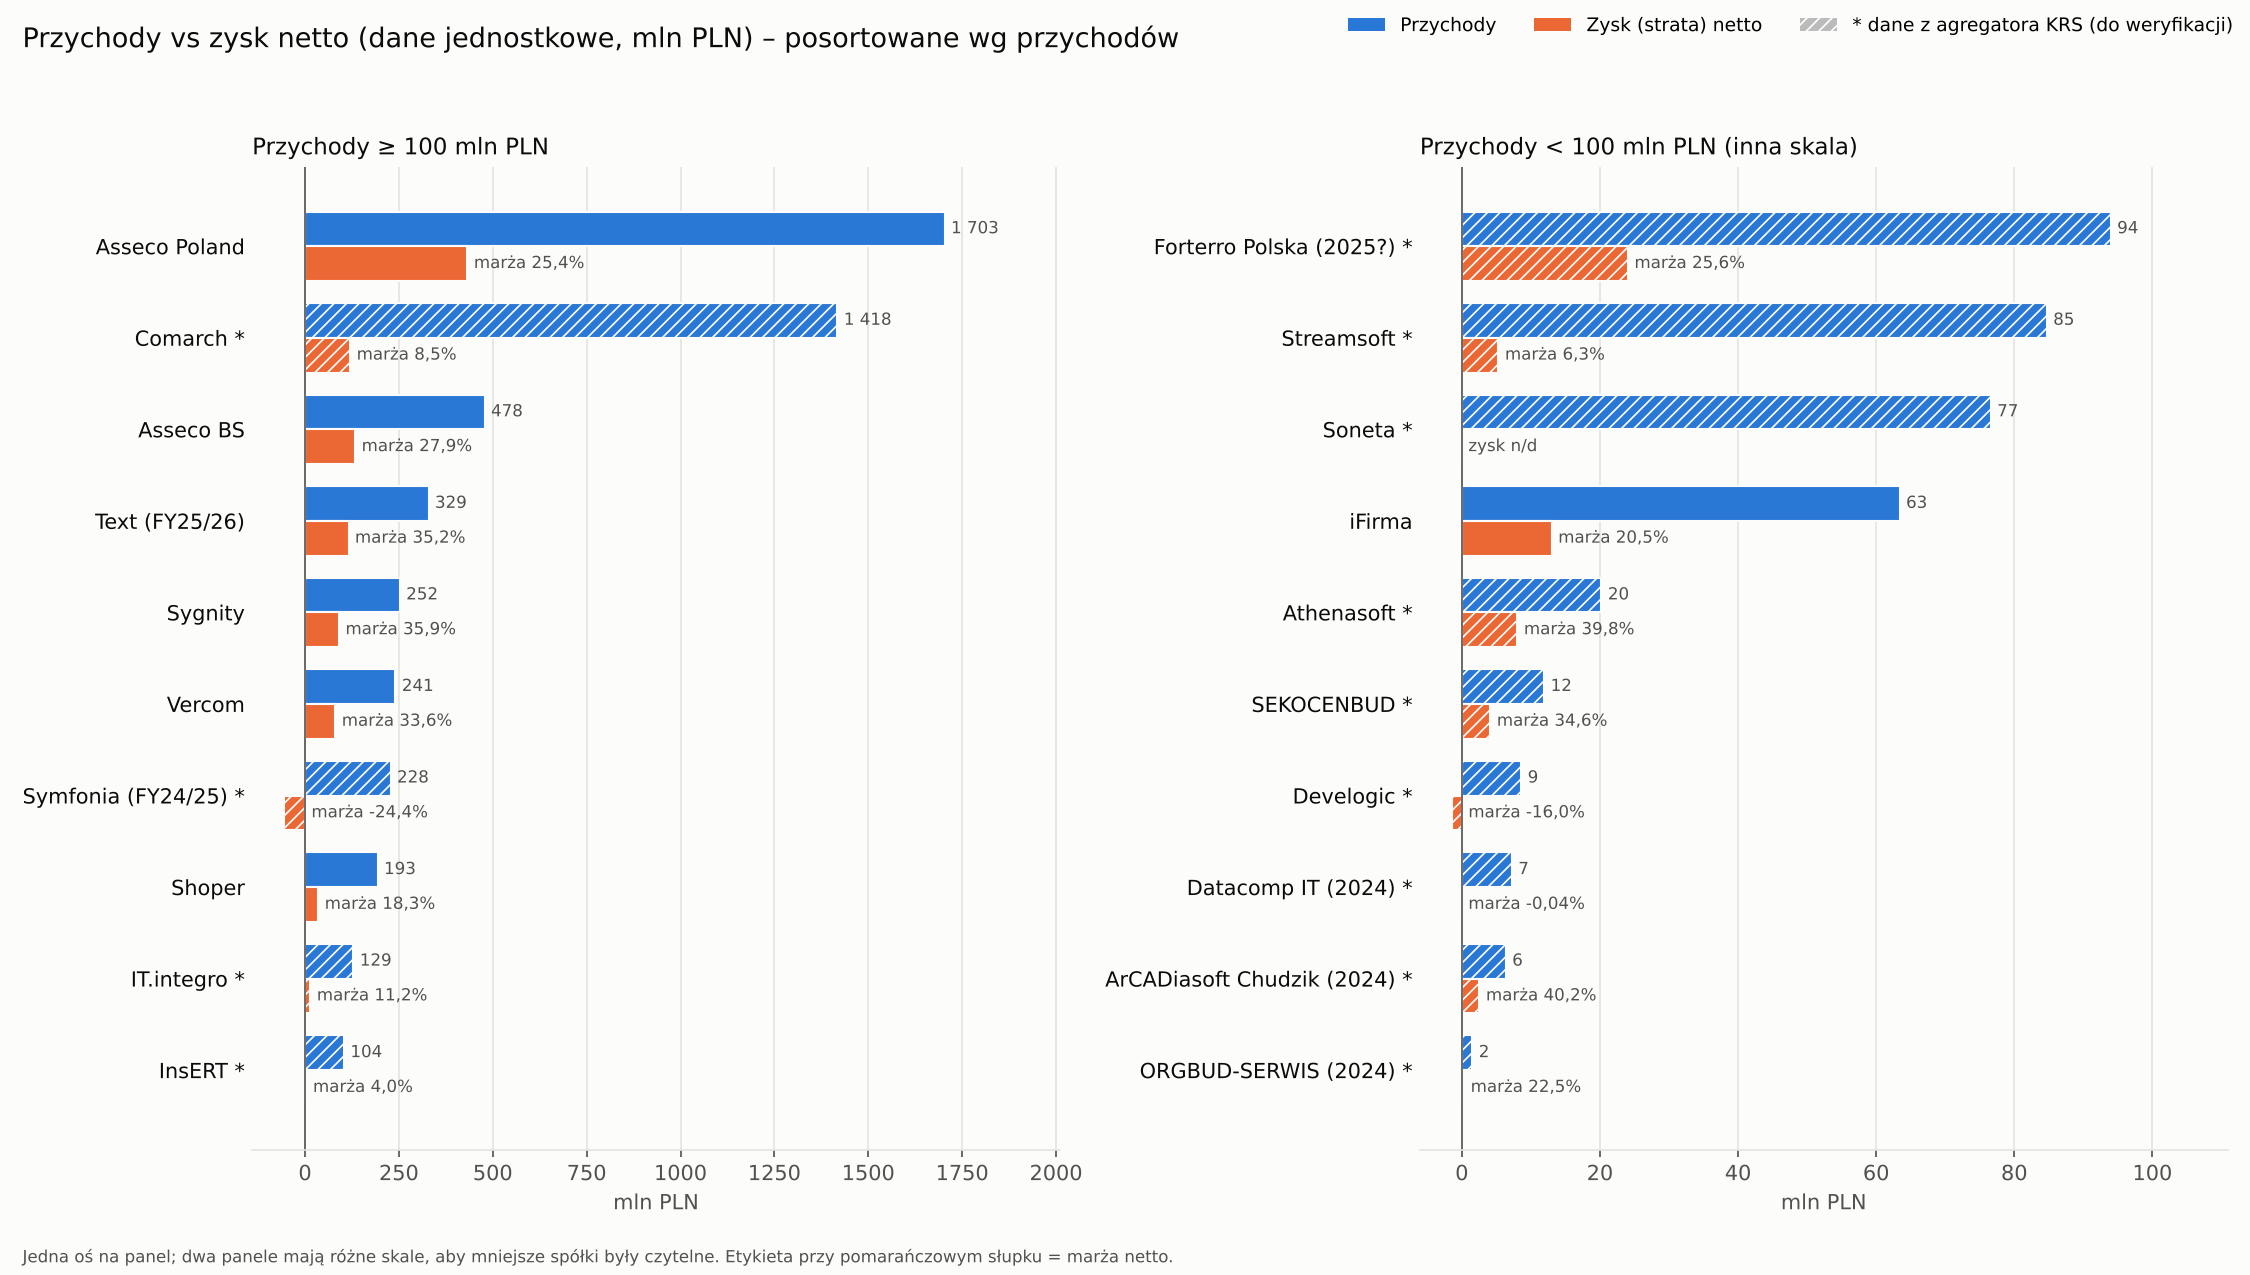 Przychody vs zysk netto (dane jednostkowe, mln PLN) – posortowane wg przychodów
Przychody
Zysk (strata) netto
* dane z agregatora KRS (do weryfikacji)
Przychody ≥ 100 mln PLN
Asseco Poland
1 703
marża 25,4%
Comarch *
1 418
marża 8,5%
Asseco BS
478
marża 27,9%
Text (FY25/26)
329
marża 35,2%
Sygnity
252
marża 35,9%
Vercom
241
marża 33,6%
Symfonia (FY24/25) *
228
marża -24,4%
Shoper
193
marża 18,3%
IT.integro *
129
marża 11,2%
InsERT *
104
marża 4,0%
0 250 500 750 1000 1250 1500 1750 2000
mln PLN
Przychody < 100 mln PLN (inna skala)
Forterro Polska (2025?) *
94
marża 25,6%
Streamsoft *
85
marża 6,3%
Soneta *
77
zysk n/d
iFirma
63
marża 20,5%
Athenasoft *
20
marża 39,8%
SEKOCENBUD *
12
marża 34,6%
Develogic *
9
marża -16,0%
Datacomp IT (2024) *
7
marża -0,04%
ArCADiasoft Chudzik (2024) *
6
marża 40,2%
ORGBUD-SERWIS (2024) *
2
marża 22,5%
0 20 40 60 80 100
mln PLN
Jedna oś na panel; dwa panele mają różne skale, aby mniejsze spółki były czytelne. Etykieta przy pomarańczowym słupku = marża netto.